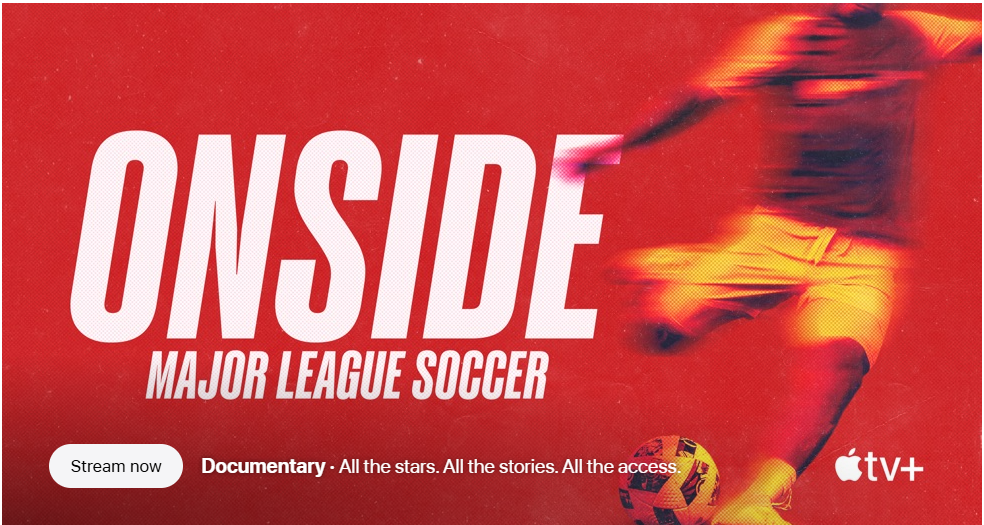 ONSIDE
MAJOR LEAGUE SOCCER
Stream now
Documentary · All the stars. All the stories. All the access.
tv+